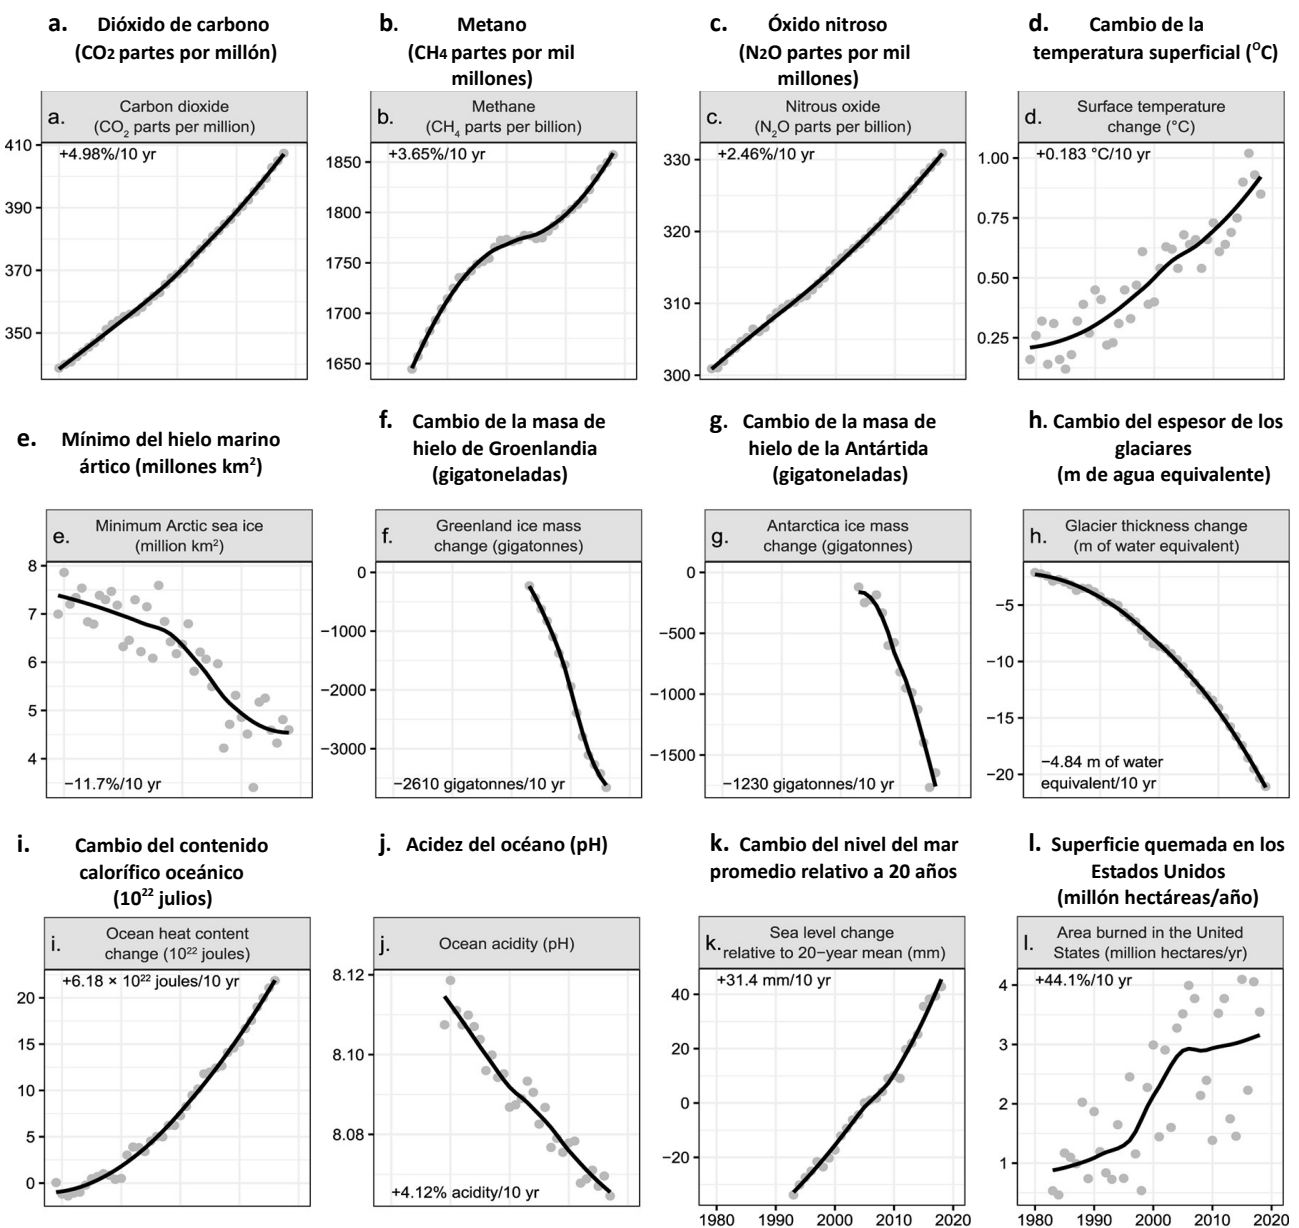 a. Dióxido de carbono
(CO2 partes por millón)
b. Metano
(CH4 partes por mil
millones)
c. Óxido nitroso
(N2O partes por mil
millones)
d. Cambio de la
temperatura superficial (°C)
a. Carbon dioxide
(CO₂ parts per million)
+4.98%/10 yr
410
390
370
350
b. Methane
(CH₄ parts per billion)
+3.65%/10 yr
1850
1800
1750
1700
1650
c. Nitrous oxide
(N₂O parts per billion)
+2.46%/10 yr
330
320
310
300
d. Surface temperature
change (°C)
+0.183 °C/10 yr
1.00
0.75
0.50
0.25
e. Mínimo del hielo marino
ártico (millones km²)
f. Cambio de la masa de
hielo de Groenlandia
(gigatoneladas)
g. Cambio de la masa de
hielo de la Antártida
(gigatoneladas)
h. Cambio del espesor de los
glaciares
(m de agua equivalente)
e. Minimum Arctic sea ice
(million km²)
8
7
6
5
4
−11.7%/10 yr
f. Greenland ice mass
change (gigatonnes)
0
−1000
−2000
−3000
−2610 gigatonnes/10 yr
g. Antarctica ice mass
change (gigatonnes)
0
−500
−1000
−1500
−1230 gigatonnes/10 yr
h. Glacier thickness change
(m of water equivalent)
−5
−10
−15
−20
−4.84 m of water
equivalent/10 yr
i. Cambio del contenido
calorífico oceánico
(10²² julios)
j. Acidez del océano (pH)
k. Cambio del nivel del mar
promedio relativo a 20 años
l. Superficie quemada en los
Estados Unidos
(millón hectáreas/año)
i. Ocean heat content
change (10²² joules)
+6.18 × 10²² joules/10 yr
20
15
10
5
0
j. Ocean acidity (pH)
8.12
8.10
8.08
+4.12% acidity/10 yr
k. Sea level change
relative to 20−year mean (mm)
+31.4 mm/10 yr
40
20
0
−20
1980 1990 2000 2010 2020
l. Area burned in the United
States (million hectares/yr)
+44.1%/10 yr
4
3
2
1
1980 1990 2000 2010 2020